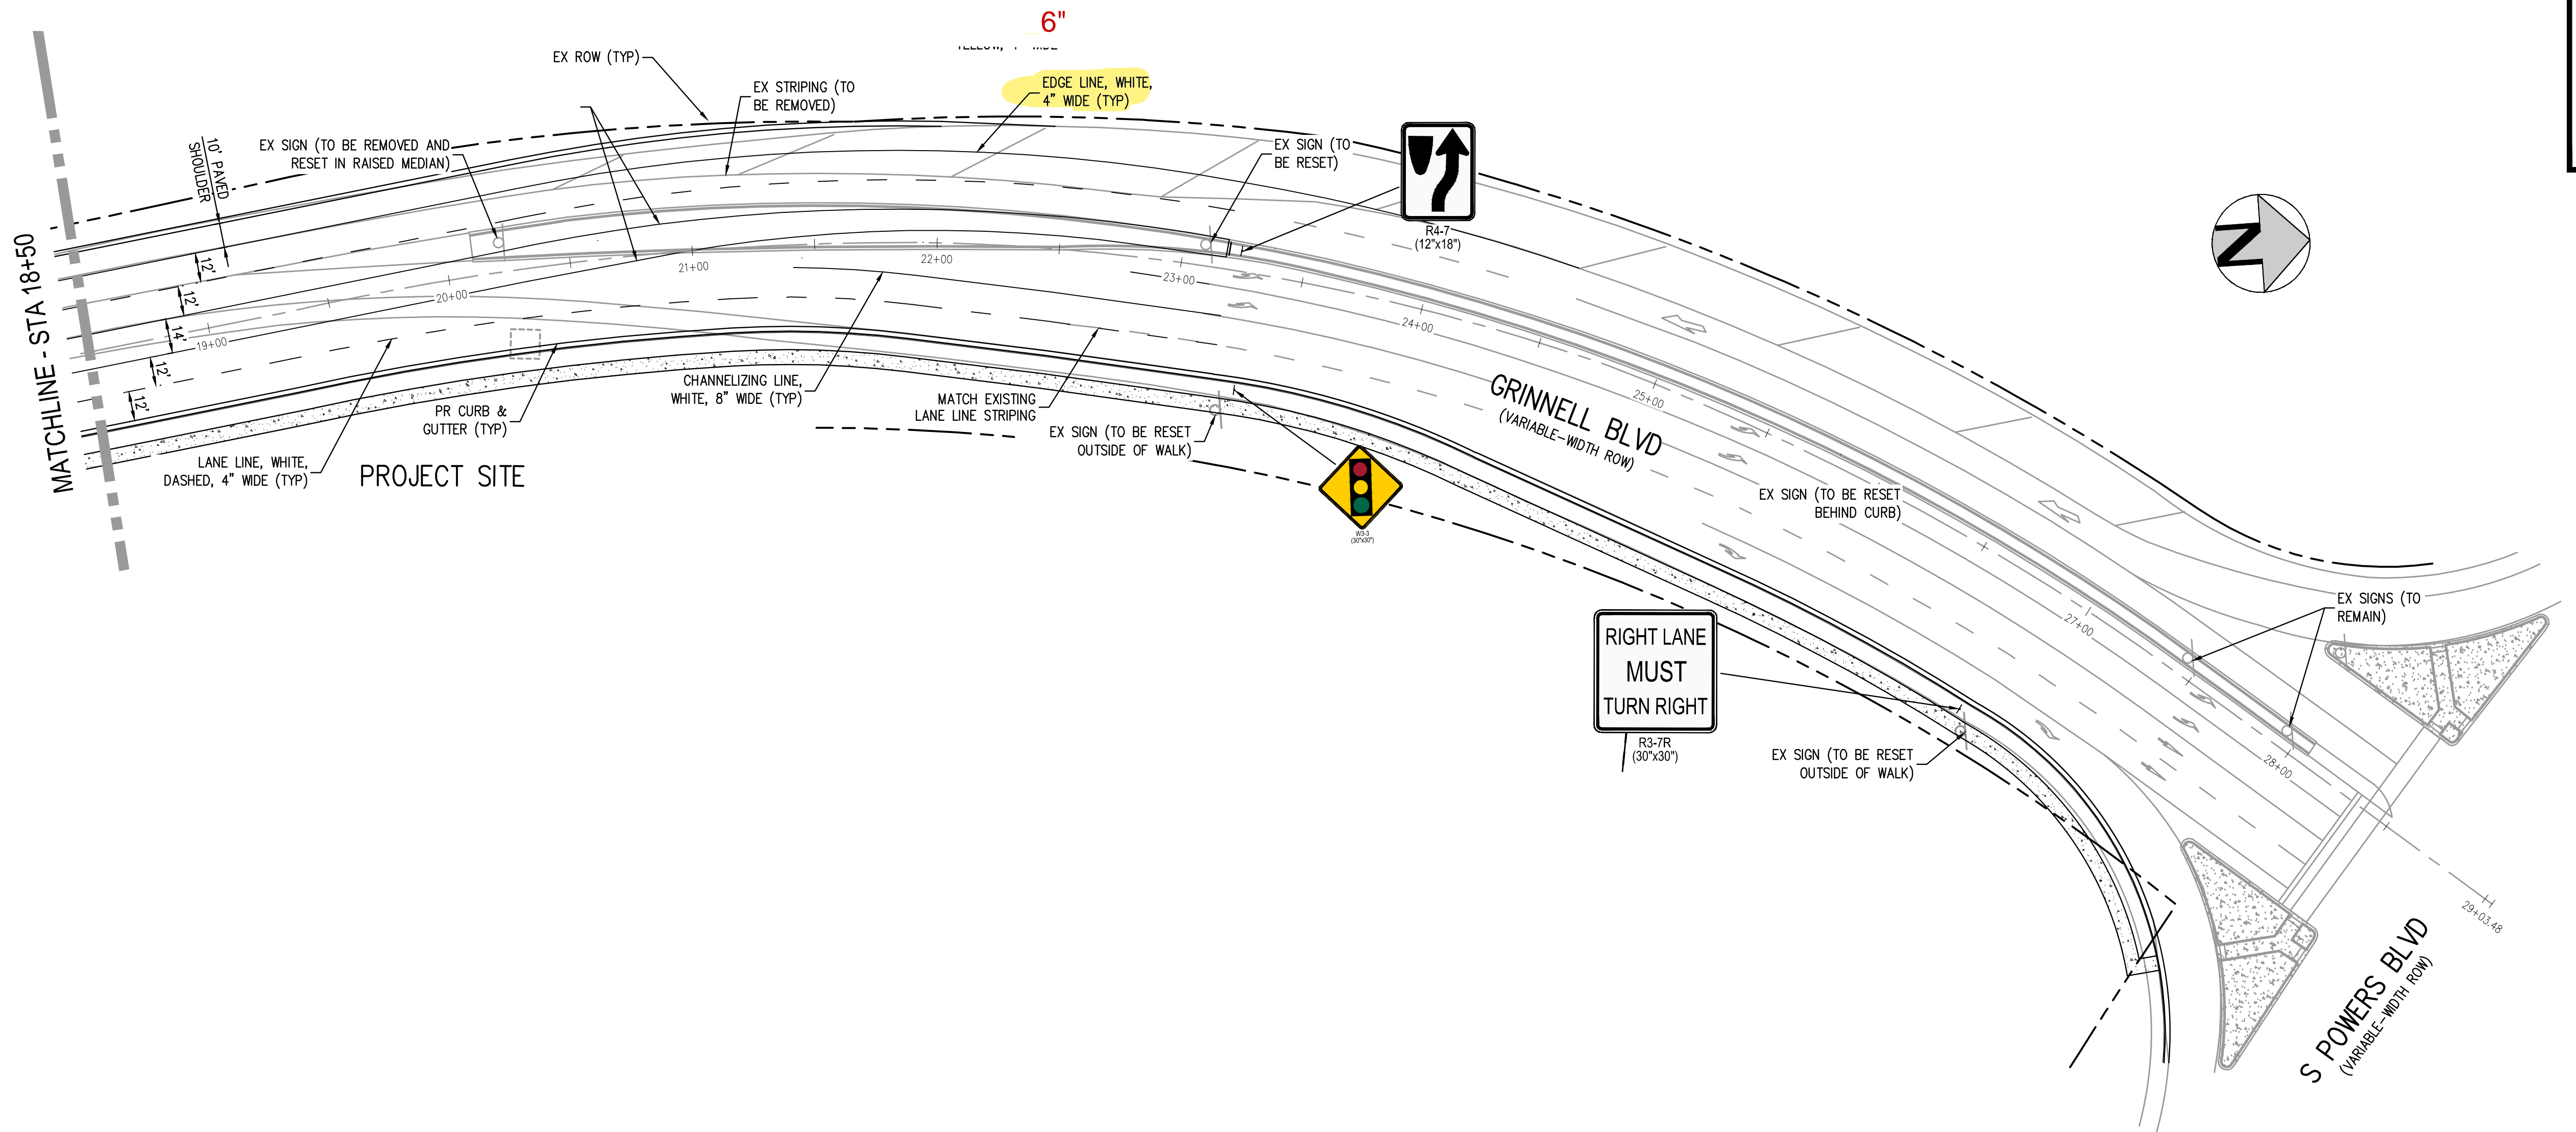 6"
EX ROW (TYP)
EX STRIPING (TO
BE REMOVED)
EDGE LINE, WHITE,
4" WIDE (TYP)
EX SIGN (TO BE REMOVED AND
RESET IN RAISED MEDIAN)
10' PAVED
SHOULDER
EX SIGN (TO
BE RESET)
R4-7
(12"x18")
N
MATCHLINE - STA 18+50
12'
12'
14'
12'
12'
19+00
20+00
21+00
22+00
23+00
24+00
25+00
27+00
28+00
29+03.48
CHANNELIZING LINE,
WHITE, 8" WIDE (TYP)
MATCH EXISTING
LANE LINE STRIPING
PR CURB &
GUTTER (TYP)
EX SIGN (TO BE RESET
OUTSIDE OF WALK)
LANE LINE, WHITE,
DASHED, 4" WIDE (TYP)
PROJECT SITE
GRINNELL BLVD
(VARIABLE-WIDTH ROW)
W3-3
(30"x30")
EX SIGN (TO BE RESET
BEHIND CURB)
EX SIGNS (TO
REMAIN)
RIGHT LANE
MUST
TURN RIGHT
R3-7R
(30"x30")
EX SIGN (TO BE RESET
OUTSIDE OF WALK)
S POWERS BLVD
(VARIABLE-WIDTH ROW)